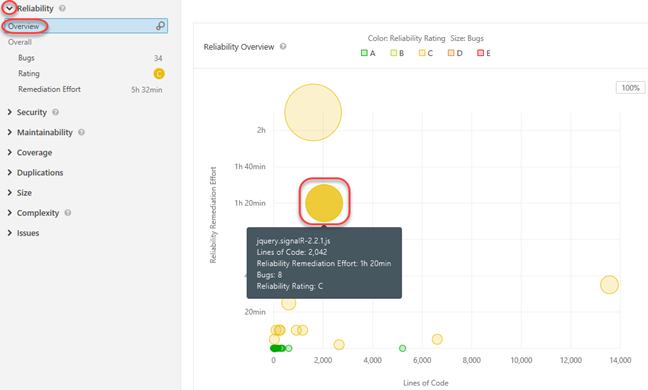 Reliability
Overview
Overall
Bugs 34
Rating C
Remediation Effort 5h 32min
Security
Maintainability
Coverage
Duplications
Size
Complexity
Issues
Reliability Overview
Color: Reliability Rating Size: Bugs
A B C D E
100%
Reliability Remediation Effort
2h
1h 40min
1h 20min
jquery.signalR-2.2.1.js
Lines of Code: 2,042
Reliability Remediation Effort: 1h 20min
Bugs: 8
Reliability Rating: C
20min
0 2,000 4,000 6,000 8,000 10,000 12,000 14,000
Lines of Code